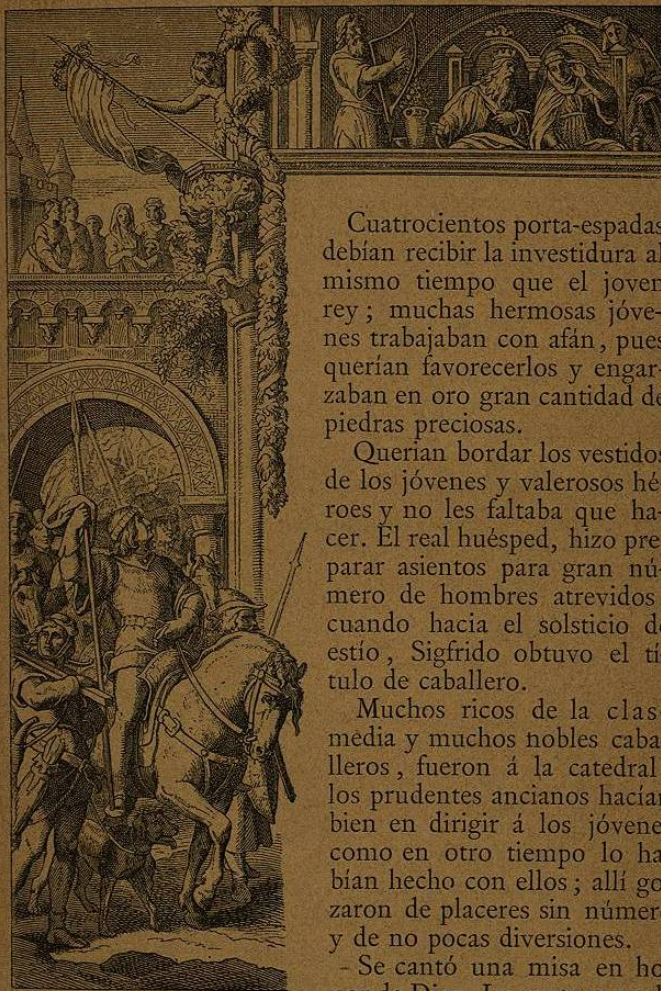 Cuatrocientos porta-espadas
debían recibir la investidura al
mismo tiempo que el joven
rey; muchas hermosas jóve-
nes trabajaban con afán, pues
querían favorecerlos y engar-
zaban en oro gran cantidad de
piedras preciosas.
Querian bordar los vestidos
de los jóvenes y valerosos hé-
roes y no les faltaba que ha-
cer. El real huésped, hizo pre
parar asientos para gran nú-
mero de hombres atrevidos
cuando hacia el solsticio de
estío, Sigfrido obtuvo el tí-
tulo de caballero.
Muchos ricos de la clas
media y muchos nobles caba
lleros, fueron á la catedral
los prudentes ancianos hacían
bien en dirigir á los jóvene
como en otro tiempo lo ha
bían hecho con ellos; allí go
zaron de placeres sin númer
y de no pocas diversiones.
- Se cantó una misa en ho